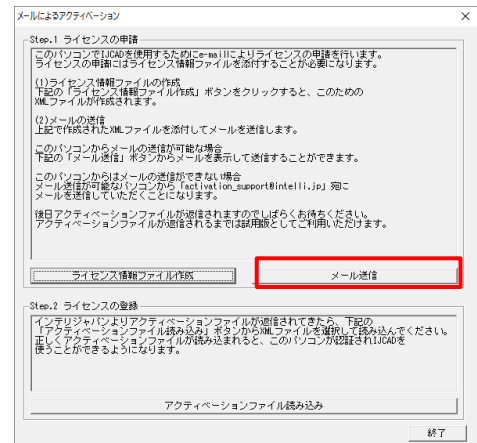 メールによるアクティベーション
Step.1 ライセンスの申請
このパソコンでIJCADを使用するためにe-mailによりライセンスの申請を行います。
ライセンスの申請にはライセンス情報ファイルを添付することが必要になります。
(1)ライセンス情報ファイルの作成
下記の「ライセンス情報ファイル作成」ボタンをクリックすると、このための
XMLファイルが作成されます。
(2)メールの送信
上記で作成されたXMLファイルを添付してメールを送信します。
このパソコンからメールの送信が可能な場合
下記の「メール送信」ボタンからメールを表示して送信することができます。
このパソコンからはメールの送信ができない場合
メール送信が可能なパソコンから「activation_support@intelli.jp」宛に
メールを送信していただくことになります。
後日アクティベーションファイルが返信されますのでしばらくお待ちください。
アクティベーションファイルが返信されるまでは試用版としてご利用いただけます。
ライセンス情報ファイル作成
メール送信
Step.2 ライセンスの登録
インテリジャパンよりアクティベーションファイルが返信されてきたら、下記の
「アクティベーションファイル読み込み」ボタンからXMLファイルを選択して読み込んでください。
正しくアクティベーションファイルが読み込まれると、このパソコンが認証されIJCADを
使うことができるようになります。
アクティベーションファイル読み込み
終了